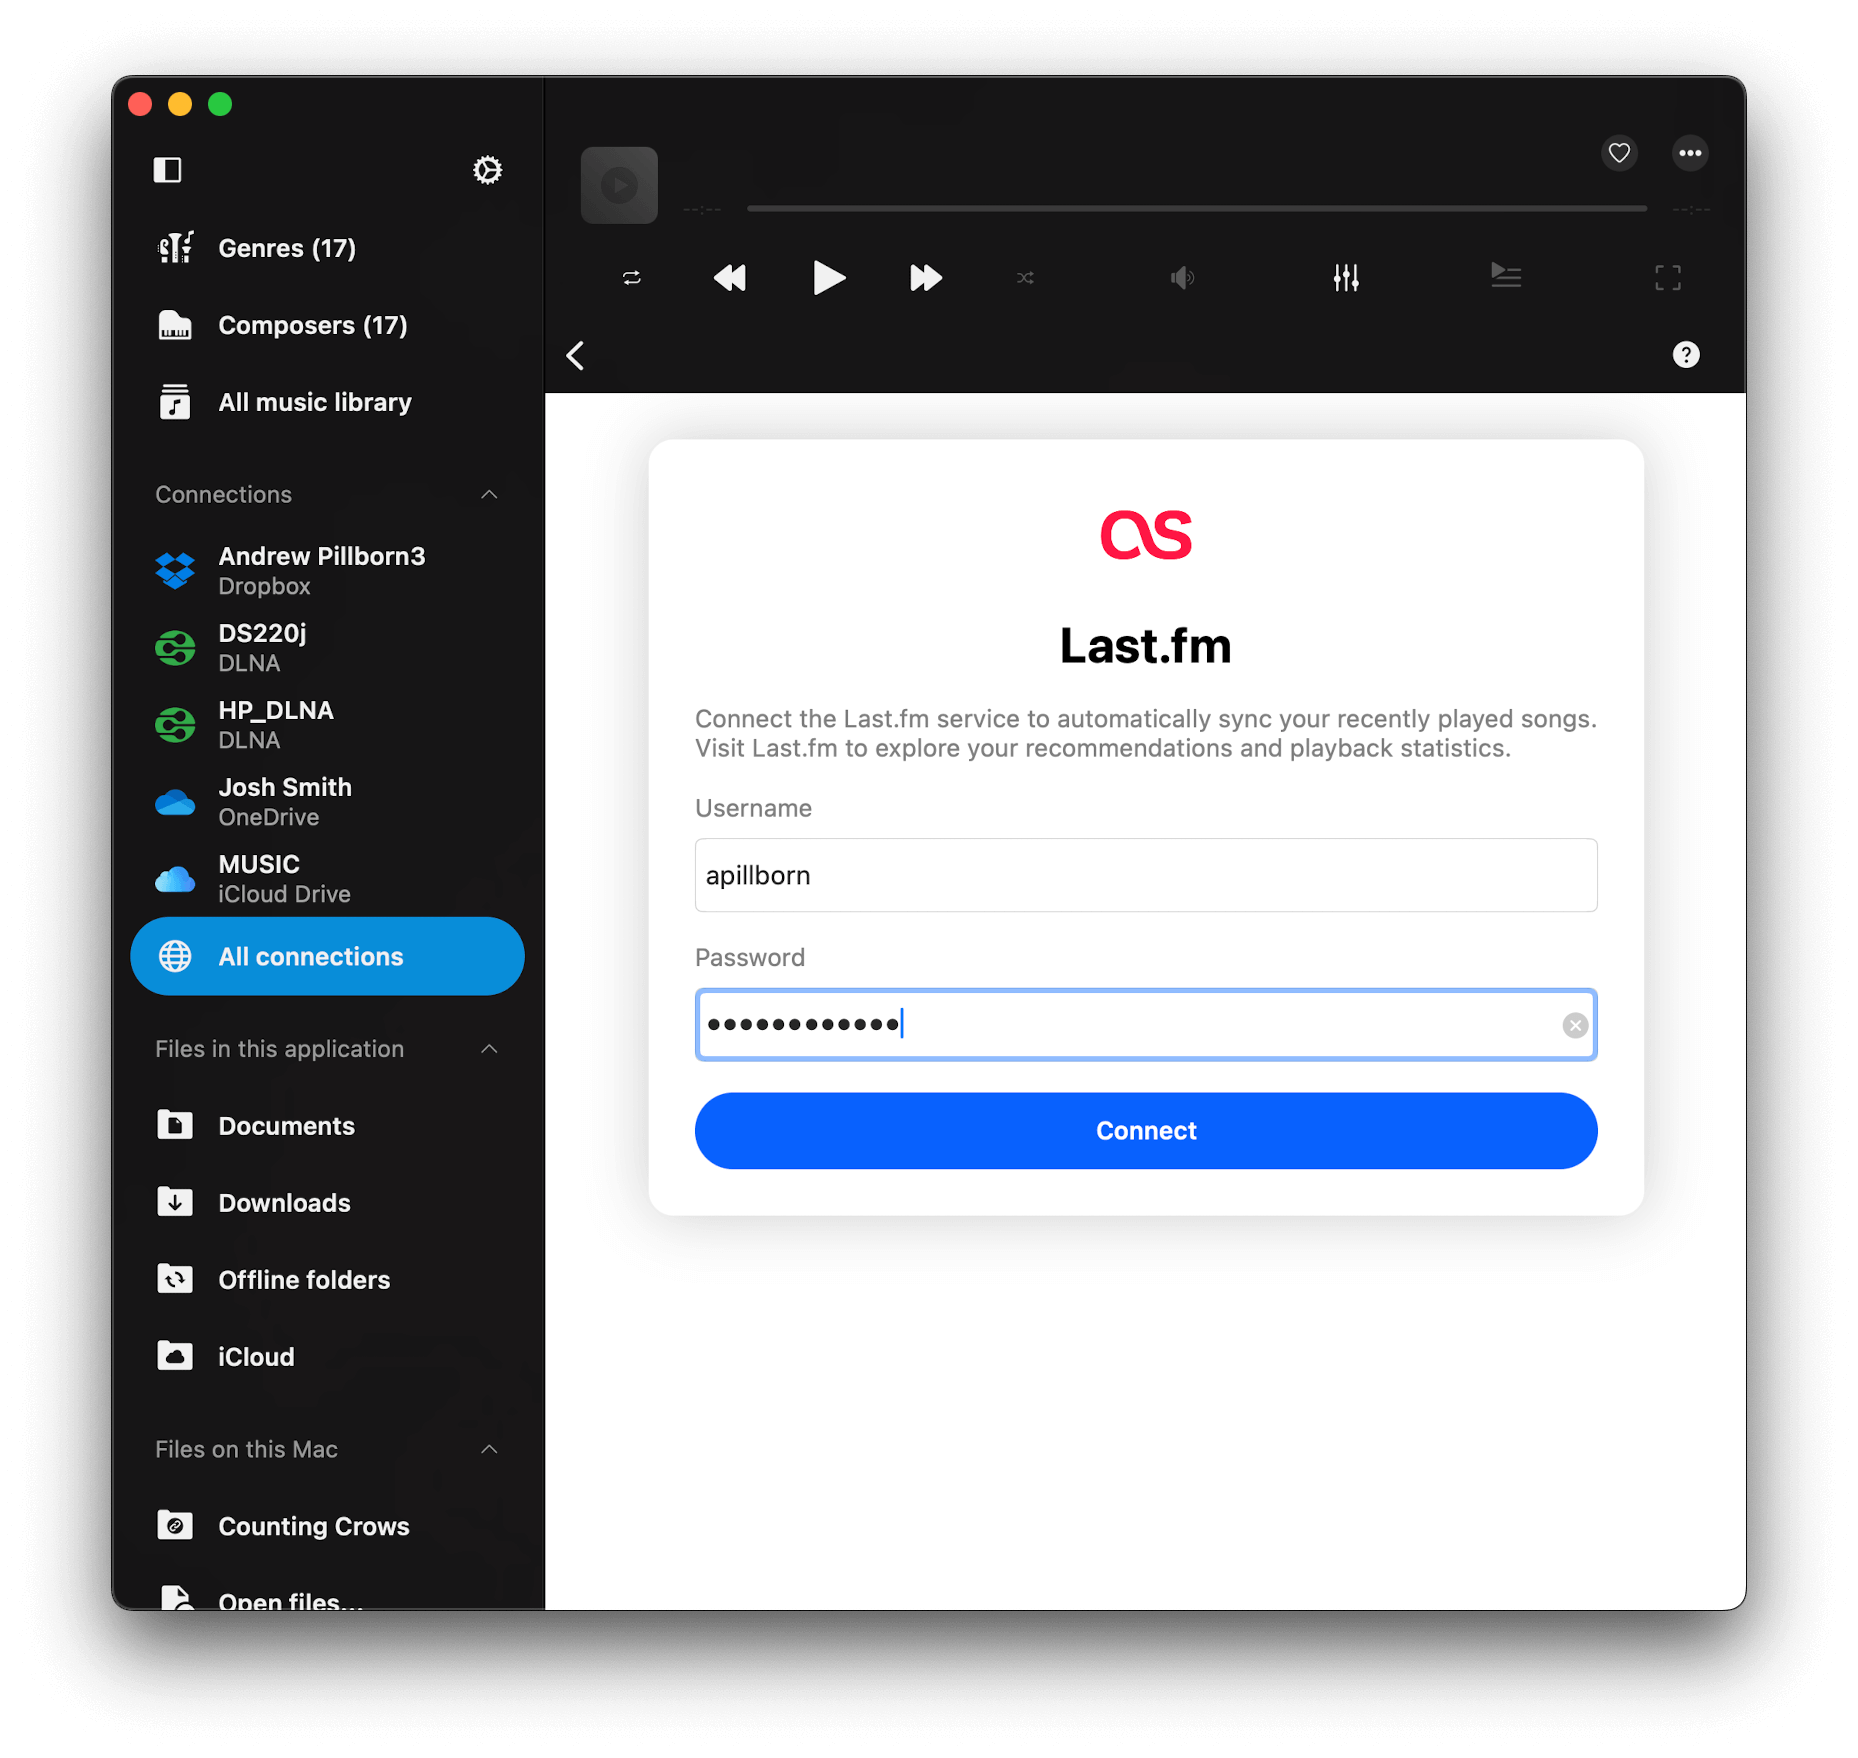 Genres (17)
Composers (17)
All music library
Connections
Andrew Pillborn3
Dropbox
DS220j
DLNA
HP_DLNA
DLNA
Josh Smith
OneDrive
MUSIC
iCloud Drive
All connections
Files in this application
Documents
Downloads
Offline folders
iCloud
Files on this Mac
Counting Crows
Open files...
--:--
--:--
?
as
Last.fm
Connect the Last.fm service to automatically sync your recently played songs.
Visit Last.fm to explore your recommendations and playback statistics.
Username
apillborn
Password
••••••••••••
Connect